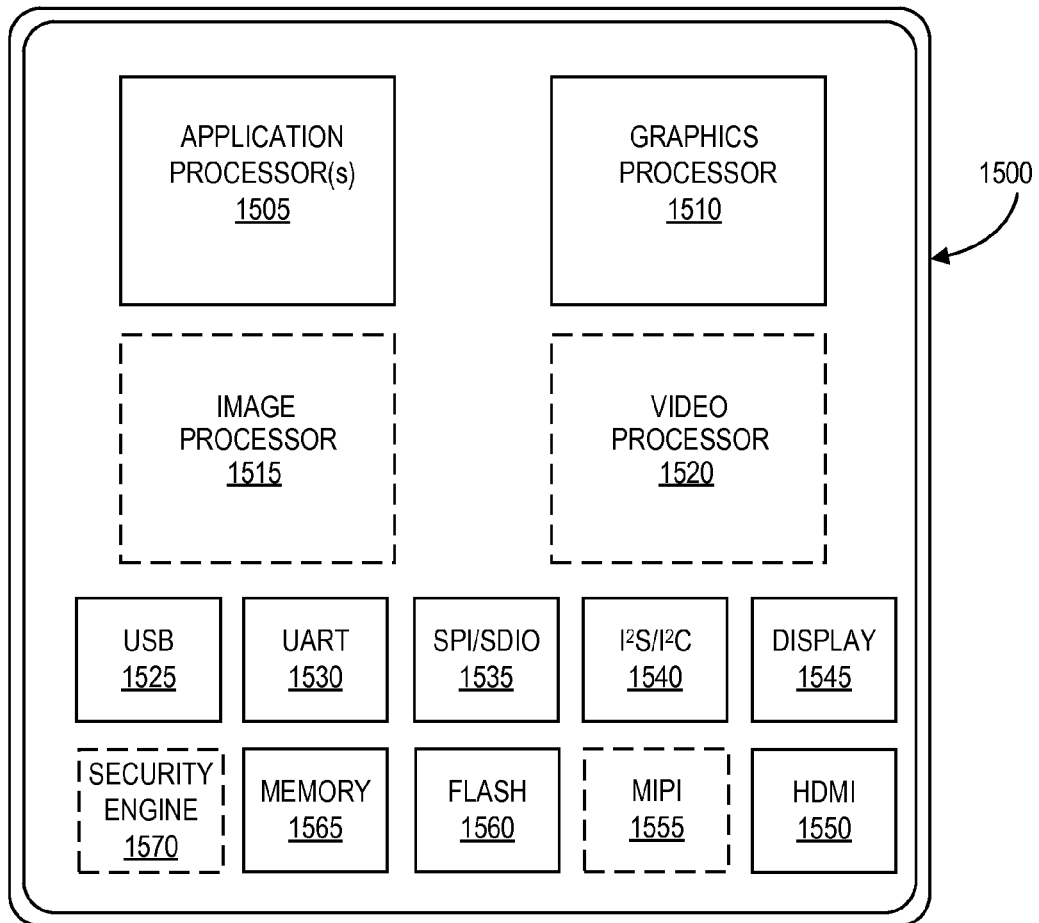 APPLICATION
PROCESSOR(s)
1505
GRAPHICS
PROCESSOR
1510
1500
IMAGE
PROCESSOR
1515
VIDEO
PROCESSOR
1520
USB
1525
UART
1530
SPI/SDIO
1535
I²S/I²C
1540
DISPLAY
1545
SECURITY
ENGINE
1570
MEMORY
1565
FLASH
1560
MIPI
1555
HDMI
1550